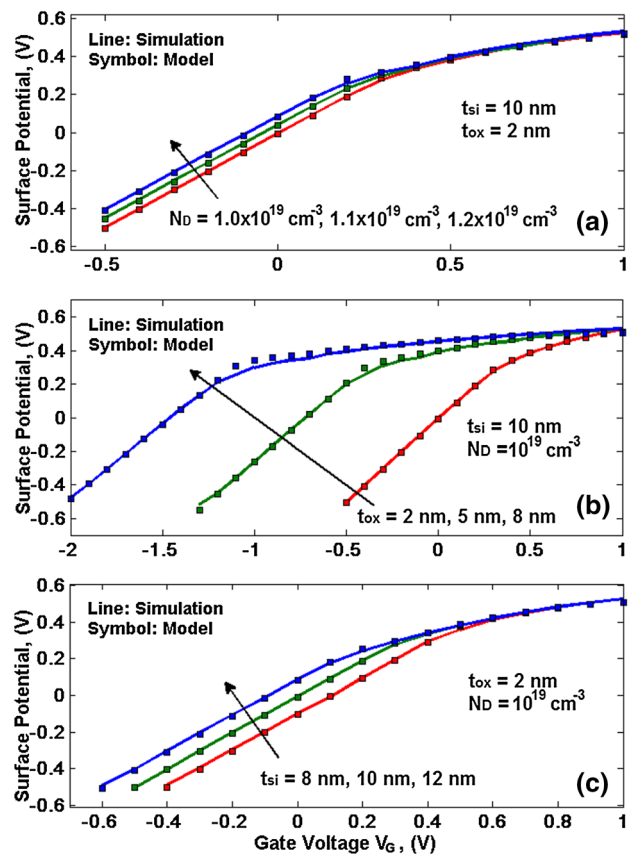 0.6
0.4
0.2
0
-0.2
-0.4
-0.6
Surface Potential, (V)
Line: Simulation
Symbol: Model
tsi = 10 nm
tox = 2 nm
ND = 1.0x10^19 cm^-3, 1.1x10^19 cm^-3, 1.2x10^19 cm^-3
(a)
-0.5 0 0.5 1
0.6
0.4
0.2
0
-0.2
-0.4
-0.6
Surface Potential, (V)
Line: Simulation
Symbol: Model
tsi = 10 nm
ND = 10^19 cm^-3
tox = 2 nm, 5 nm, 8 nm
(b)
-2 -1.5 -1 -0.5 0 0.5 1
0.6
0.4
0.2
0
-0.2
-0.4
-0.6
Surface Potential, (V)
Line: Simulation
Symbol: Model
tox = 2 nm
ND = 10^19 cm^-3
tsi = 8 nm, 10 nm, 12 nm
(c)
-0.6 -0.4 -0.2 0 0.2 0.4 0.6 0.8 1
Gate Voltage VG , (V)